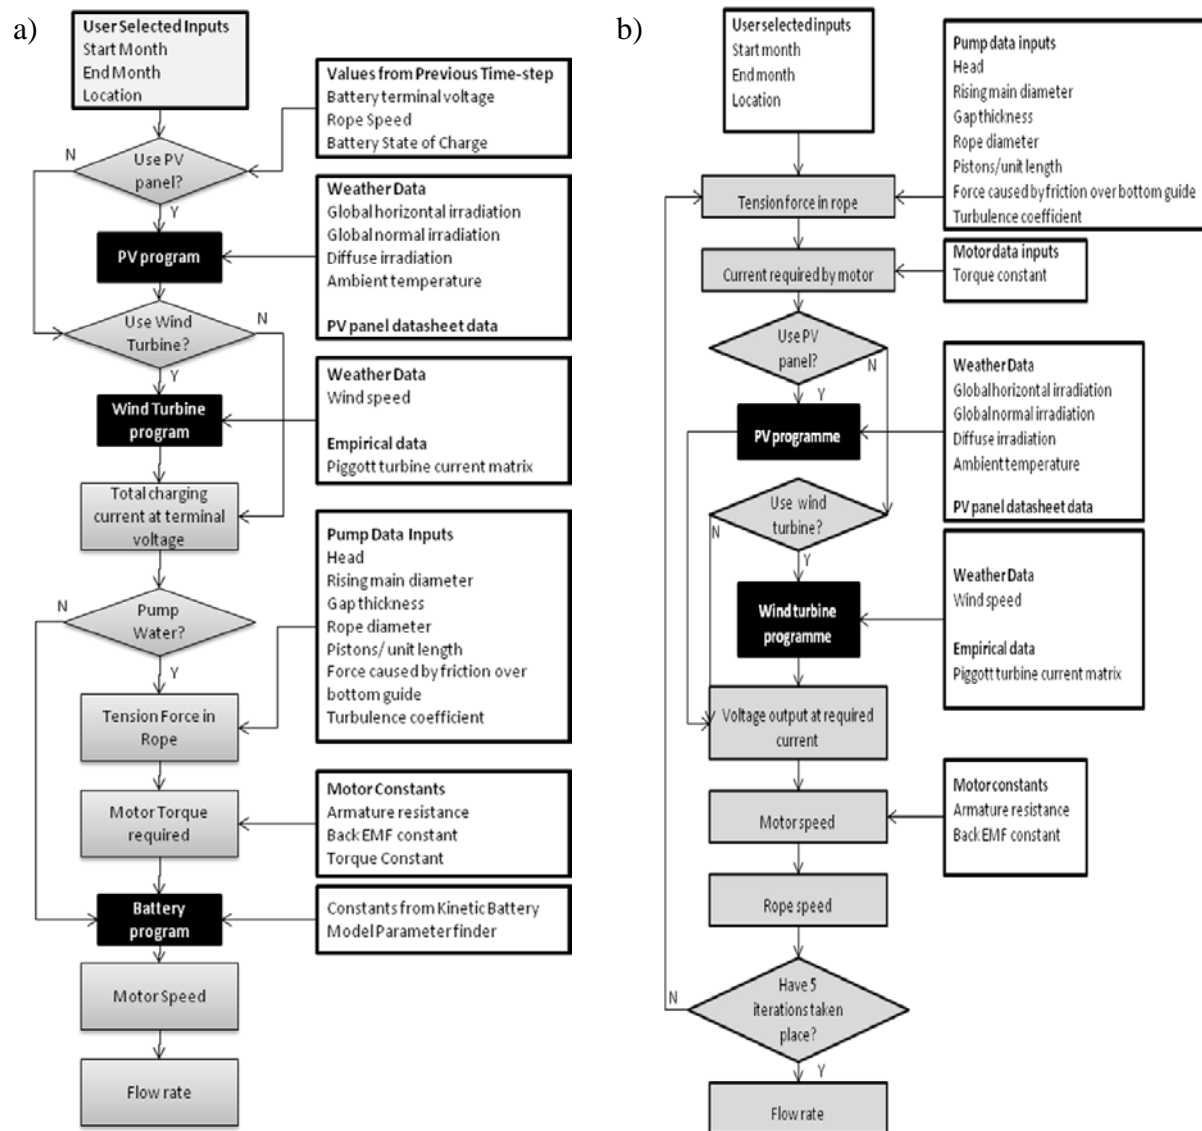 a)
User Selected Inputs
Start Month
End Month
Location
Values from Previous Time-step
Battery terminal voltage
Rope Speed
Battery State of Charge
N
Use PV
panel?
Y
Weather Data
Global horizontal irradiation
Global normal irradiation
Diffuse irradiation
Ambient temperature
PV panel datasheet data
PV program
Use Wind
Turbine?
N
Y
Weather Data
Wind speed
Empirical data
Piggott turbine current matrix
Wind Turbine
program
Total charging
current at terminal
voltage
Pump Data Inputs
Head
Rising main diameter
Gap thickness
Rope diameter
Pistons/ unit length
Force caused by friction over
bottom guide
Turbulence coefficient
N
Pump
Water?
Y
Tension Force in
Rope
Motor Torque
required
Motor Constants
Armature resistance
Back EMF constant
Torque Constant
Battery
program
Constants from Kinetic Battery
Model Parameter finder
Motor Speed
Flow rate
b)
User selected inputs
Start month
End month
Location
Pump data inputs
Head
Rising main diameter
Gap thickness
Rope diameter
Pistons/unit length
Force caused by friction over bottom guide
Turbulence coefficient
Tension force in rope
Motor data inputs
Torque constant
Current required by motor
Use PV
panel?
N
Y
Weather Data
Global horizontal irradiation
Global normal irradiation
Diffuse irradiation
Ambient temperature
PV panel datasheet data
PV programme
Use wind
turbine?
N
Y
Weather Data
Wind speed
Empirical data
Piggott turbine current matrix
Wind turbine
programme
Voltage output at required
current
Motor constants
Armature resistance
Back EMF constant
Motor speed
Rope speed
Have 5
iterations taken
place?
N
Y
Flow rate